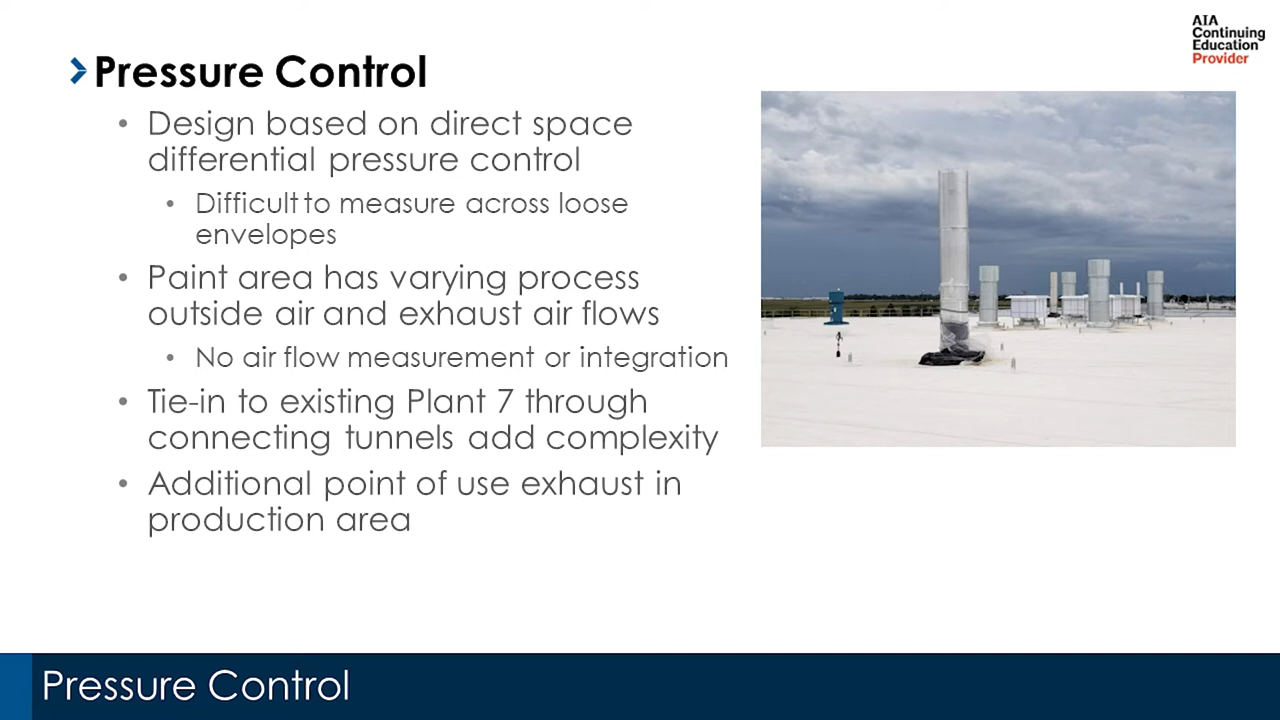 AIA
Continuing
Education
Provider
Pressure Control
• Design based on direct space
differential pressure control
• Difficult to measure across loose
envelopes
• Paint area has varying process
outside air and exhaust air flows
• No air flow measurement or integration
• Tie-in to existing Plant 7 through
connecting tunnels add complexity
• Additional point of use exhaust in
production area
Pressure Control